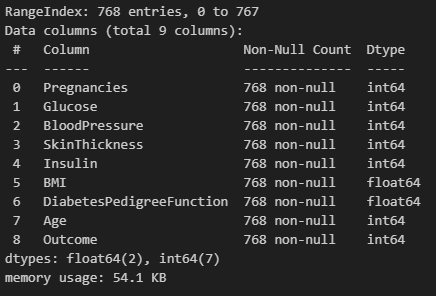 RangeIndex: 768 entries, 0 to 767
Data columns (total 9 columns):
 #   Column                    Non-Null Count  Dtype
---  ------                    --------------  -----
 0   Pregnancies               768 non-null    int64
 1   Glucose                   768 non-null    int64
 2   BloodPressure             768 non-null    int64
 3   SkinThickness             768 non-null    int64
 4   Insulin                   768 non-null    int64
 5   BMI                       768 non-null    float64
 6   DiabetesPedigreeFunction  768 non-null    float64
 7   Age                       768 non-null    int64
 8   Outcome                   768 non-null    int64
dtypes: float64(2), int64(7)
memory usage: 54.1 KB